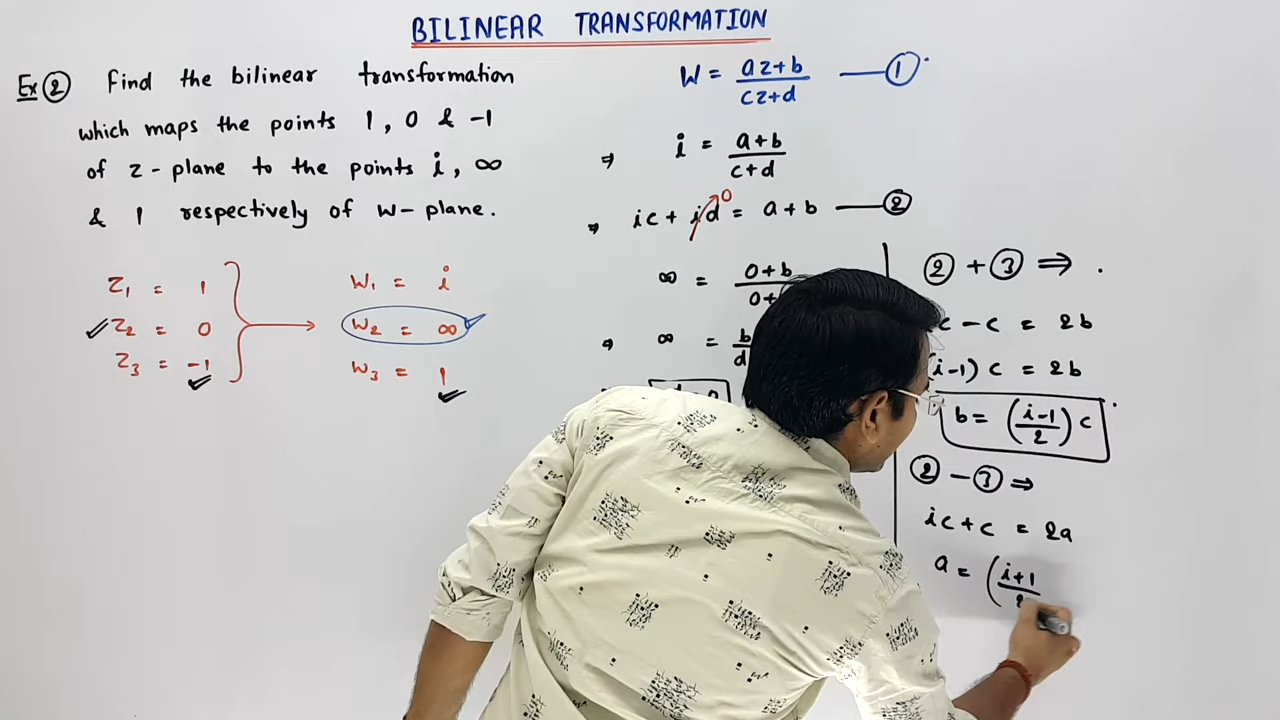 BILINEAR TRANSFORMATION
Ex② Find the bilinear transformation
which maps the points 1, 0 & -1
of z-plane to the points i, ∞
& 1 respectively of w-plane.
z₁ = 1
✓z₂ = 0
z₃ = -1
✓
w₁ = i
w₂ = ∞
w₃ = 1
✓
W = az+b / cz+d —①
⇒ i = a+b / c+d
⇒ ic + id = a+b —②
0
∞ = 0+b / 0+
⇒ ∞ = b / d
② + ③ ⇒ .
c - c = 2b
(i-1) c = 2b
b = (i-1 / 2) c
② - ③ ⇒
ic + c = 2a
a = (i+1